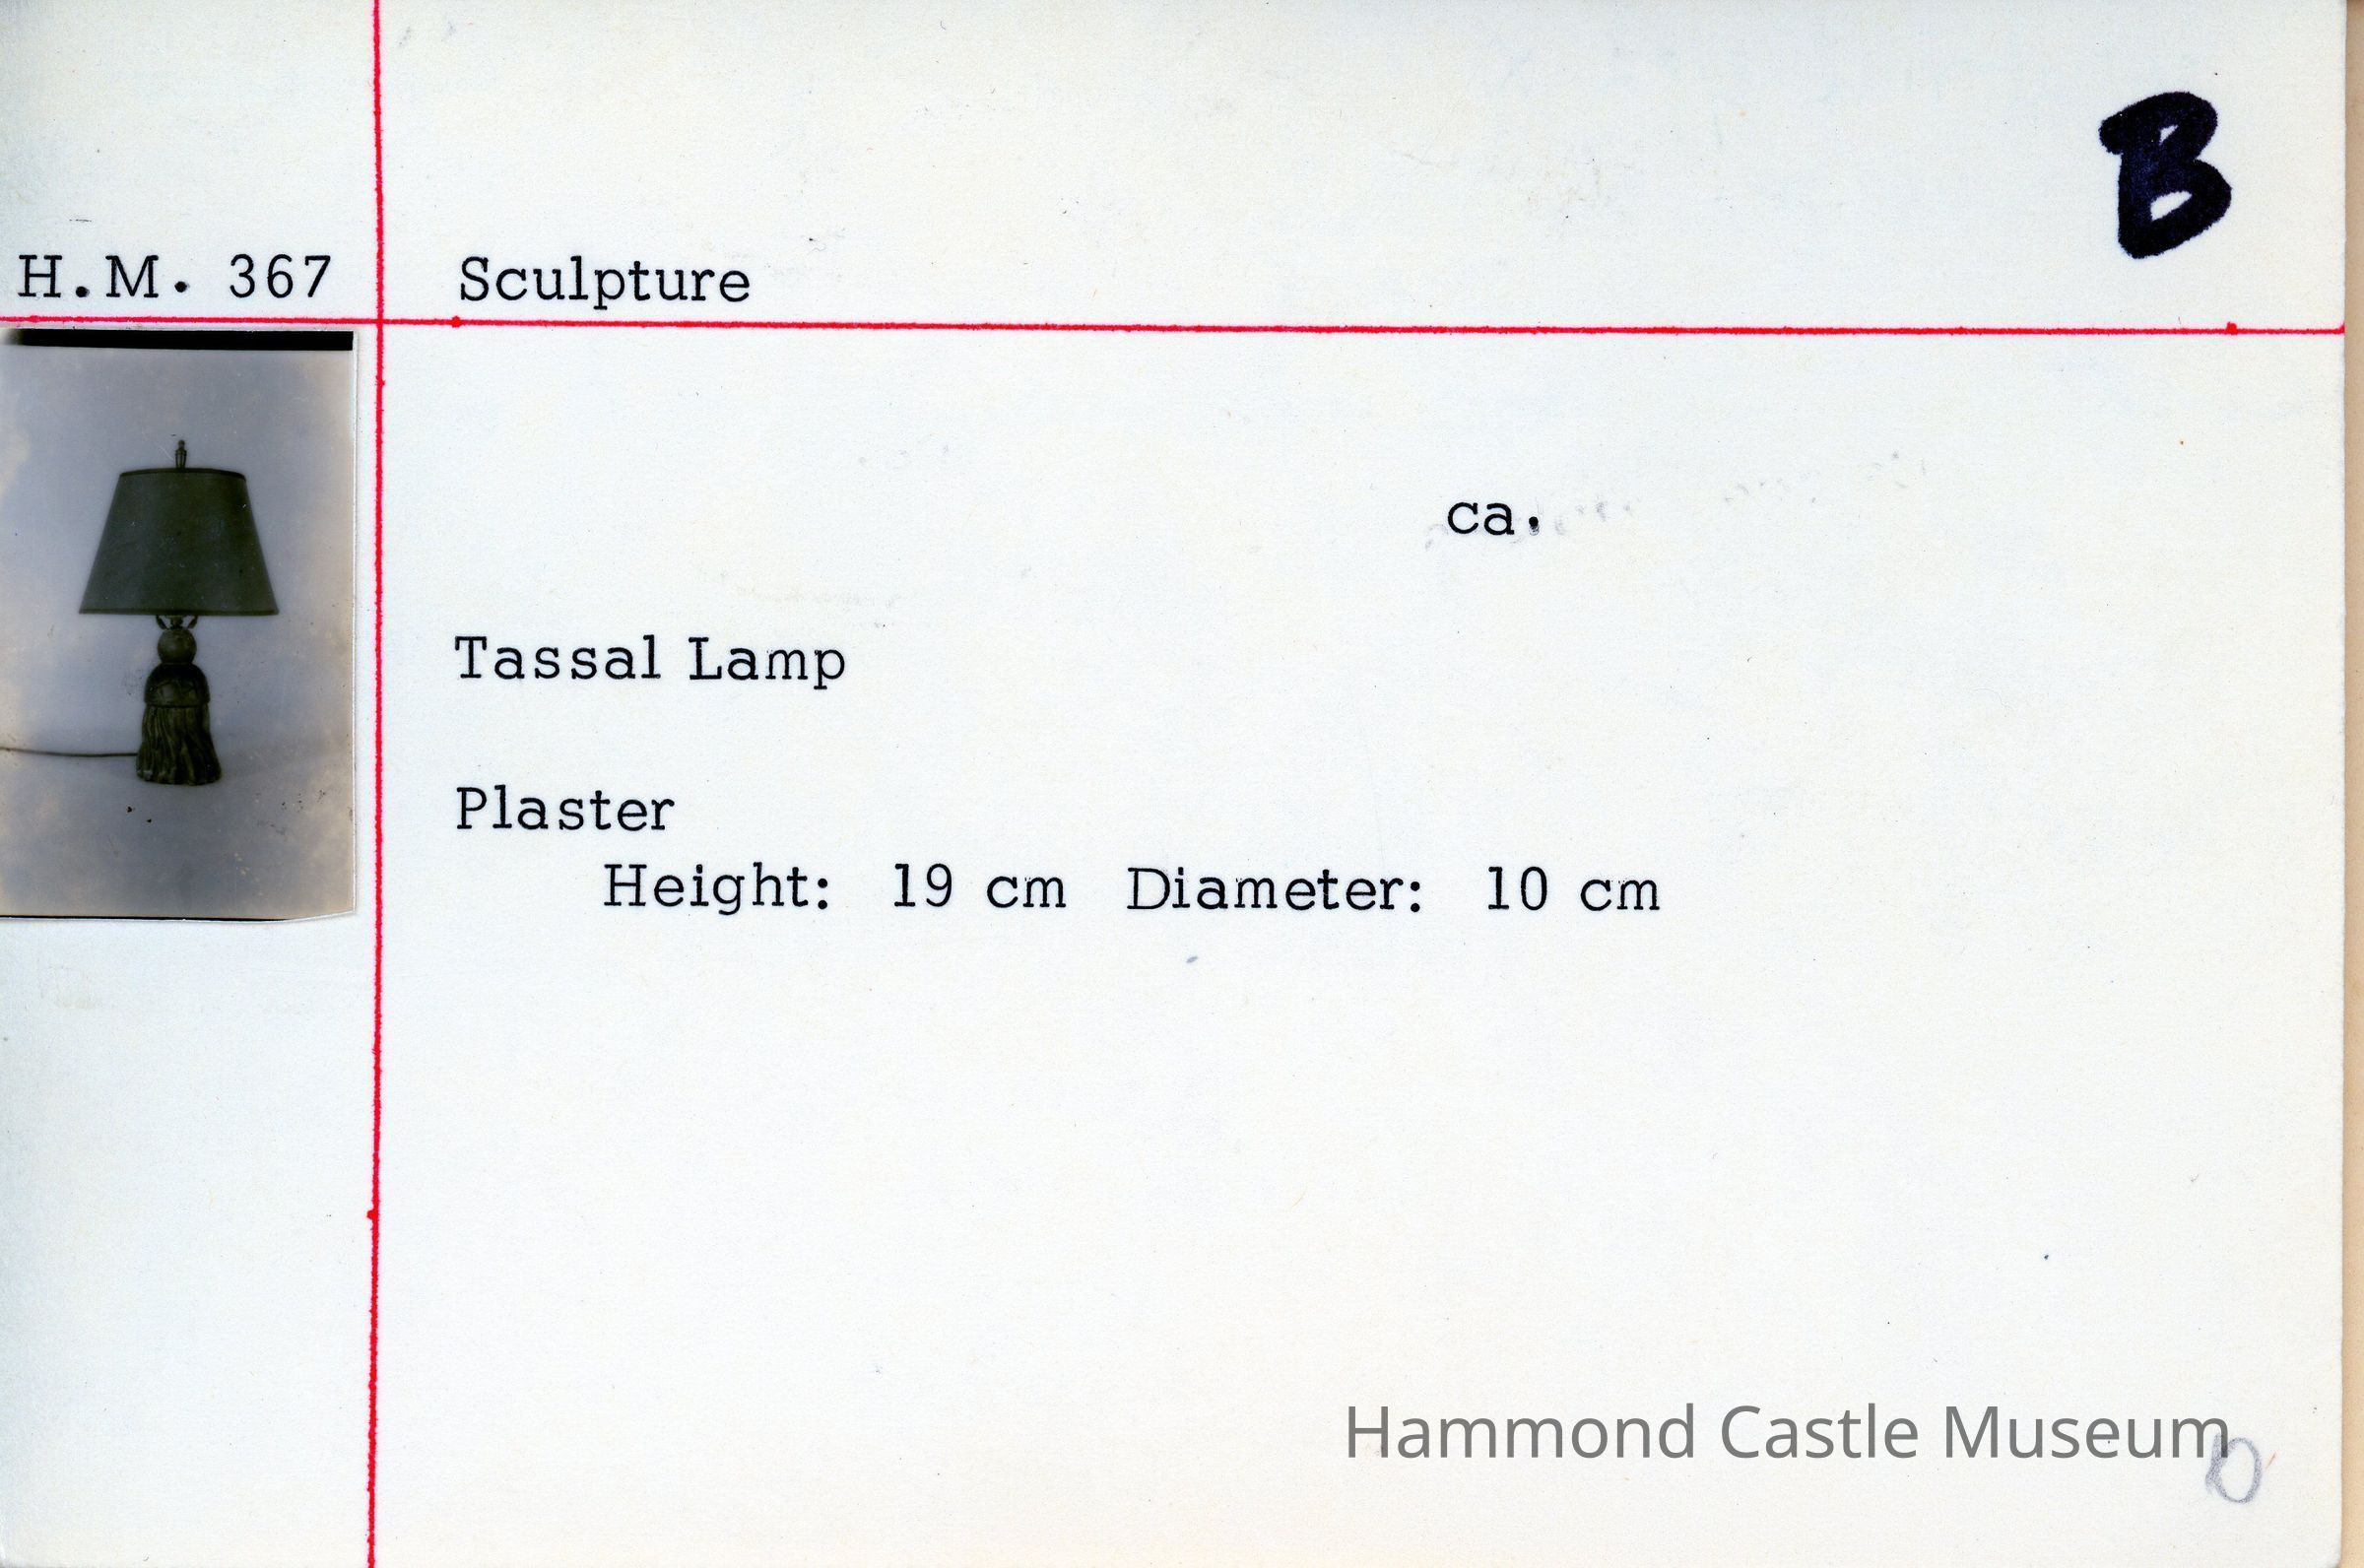 B
H.M. 367 Sculpture
ca.
Tassal Lamp
Plaster
Height: 19 cm Diameter: 10 cm
Hammond Castle Museum